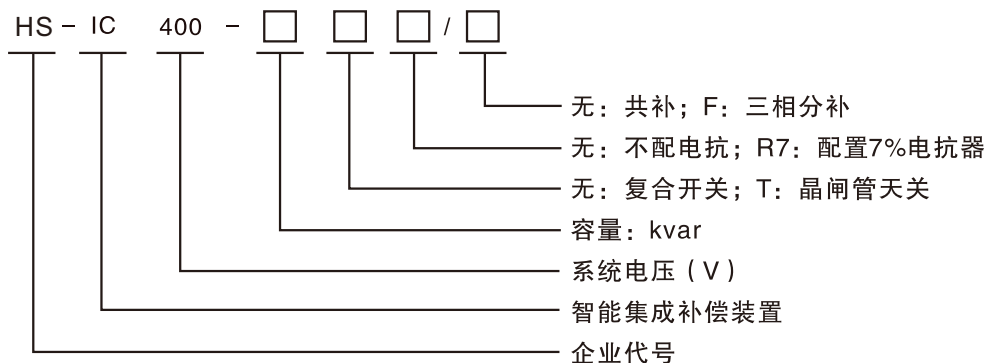 HS - IC 400 - □ □ □ / □
无：共补；F：三相分补
无：不配电抗；R7：配置7%电抗器
无：复合开关；T：晶闸管天关
容量：kvar
系统电压（V）
智能集成补偿装置
企业代号